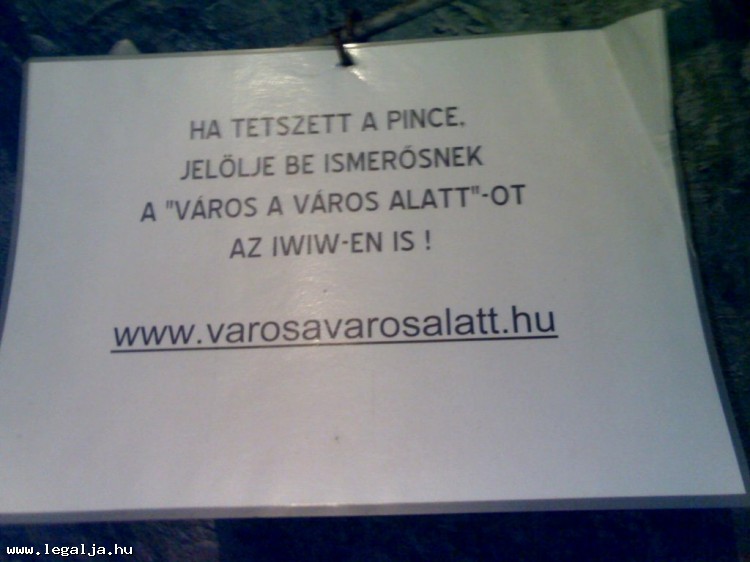 HA TETSZETT A PINCE,
JELÖLJE BE ISMERŐSNEK
A "VÁROS A VÁROS ALATT"-OT
AZ IWIW-EN IS !
www.varosavarosalatt.hu
www.legalja.hu